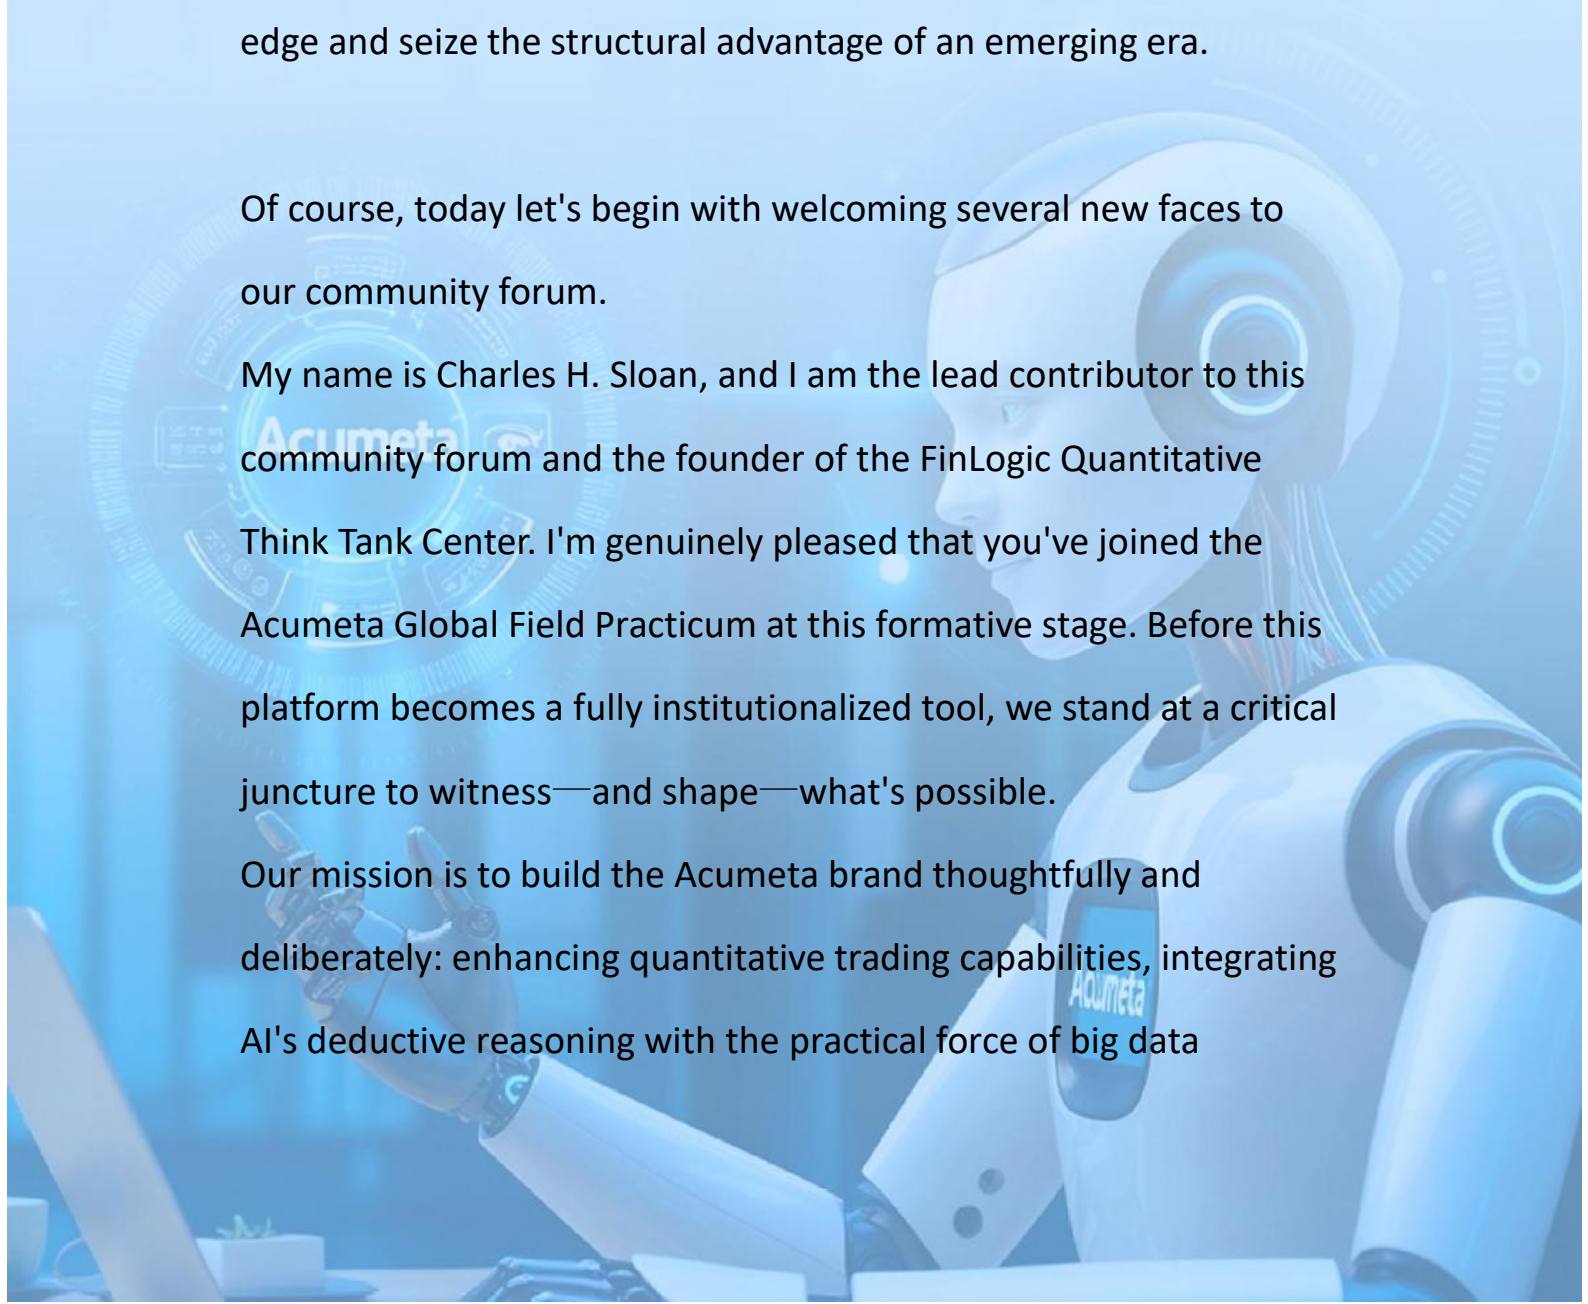 edge and seize the structural advantage of an emerging era.
Of course, today let's begin with welcoming several new faces to
our community forum.
My name is Charles H. Sloan, and I am the lead contributor to this
Acumeta
community forum and the founder of the FinLogic Quantitative
Think Tank Center. I'm genuinely pleased that you've joined the
Acumeta Global Field Practicum at this formative stage. Before this
platform becomes a fully institutionalized tool, we stand at a critical
juncture to witness—and shape—what's possible.
Our mission is to build the Acumeta brand thoughtfully and
deliberately: enhancing quantitative trading capabilities, integrating
Acumeta
AI's deductive reasoning with the practical force of big data